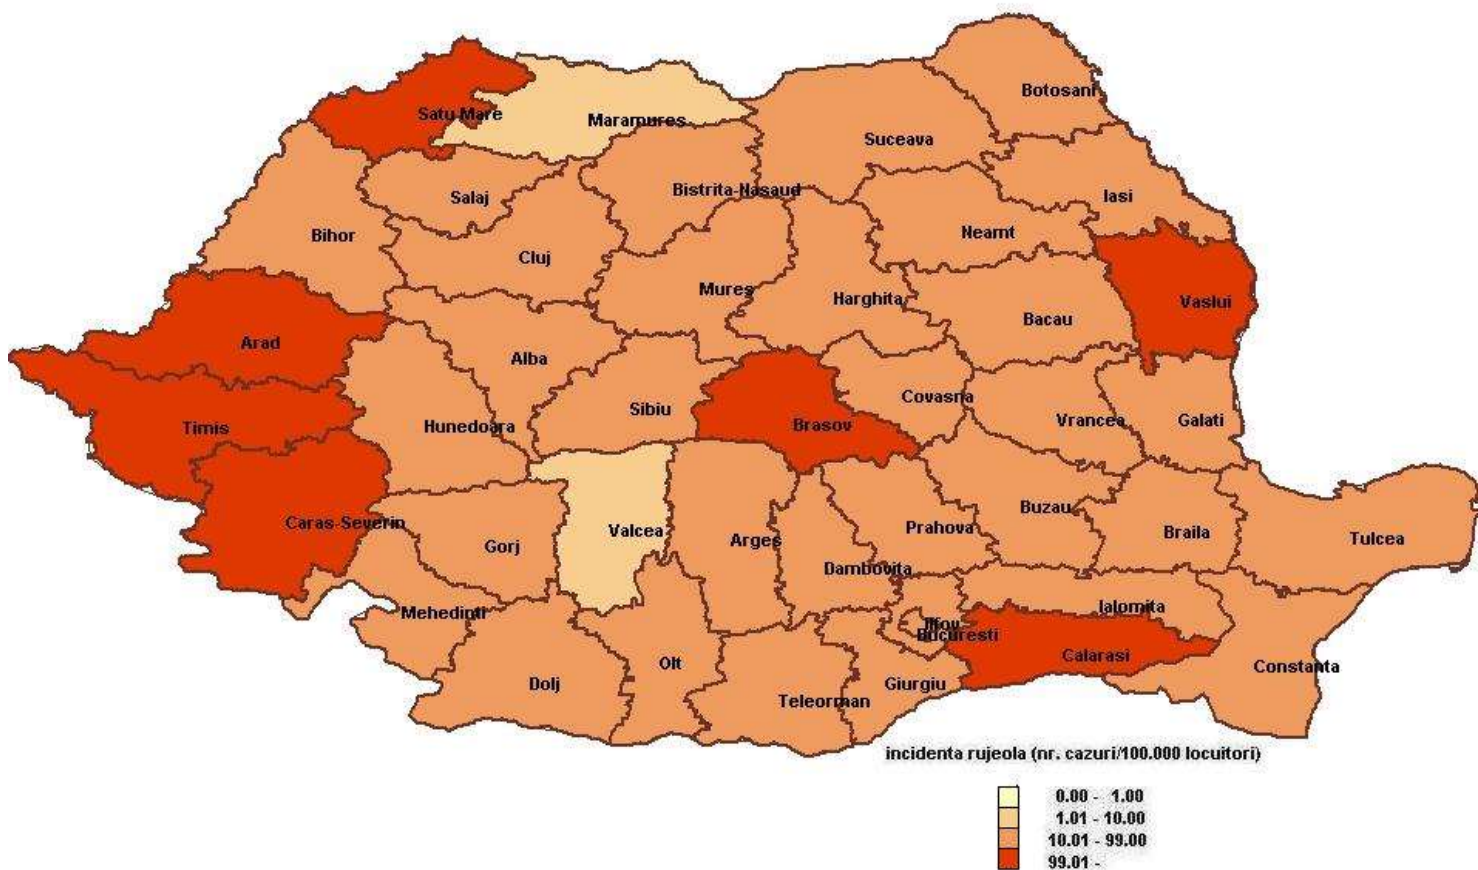 Botosani
Satu Mare
Maramures
Suceava
Bistrita-Nasaud
Salaj
Iasi
Bihor
Neamt
Cluj
Mures
Harghita
Vaslui
Bacau
Arad
Alba
Covasna
Sibiu
Timis
Hunedoara
Brasov
Vrancea
Galati
Caras-Severin
Valcea
Buzau
Prahova
Braila
Tulcea
Gorj
Arges
Dambovita
Mehedinti
Ialomita
Ilfov
Bucuresti
Calarasi
Constanta
Olt
Dolj
Giurgiu
Teleorman
incidenta rujeola (nr. cazuri/100.000 locuitori)
0.00 - 1.00
1.01 - 10.00
10.01 - 99.00
99.01 -